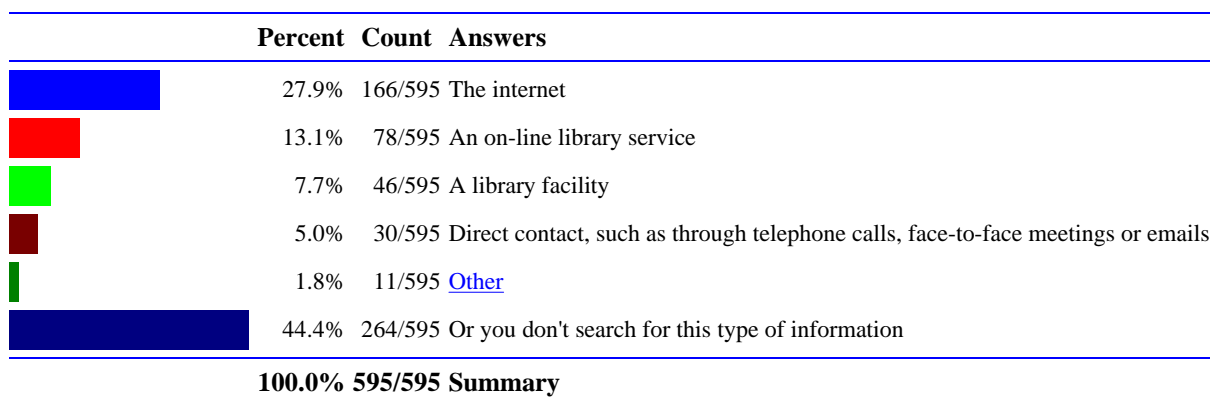 Percent Count Answers
27.9% 166/595 The internet
13.1% 78/595 An on-line library service
7.7% 46/595 A library facility
5.0% 30/595 Direct contact, such as through telephone calls, face-to-face meetings or emails
1.8% 11/595 Other
44.4% 264/595 Or you don't search for this type of information
100.0% 595/595 Summary